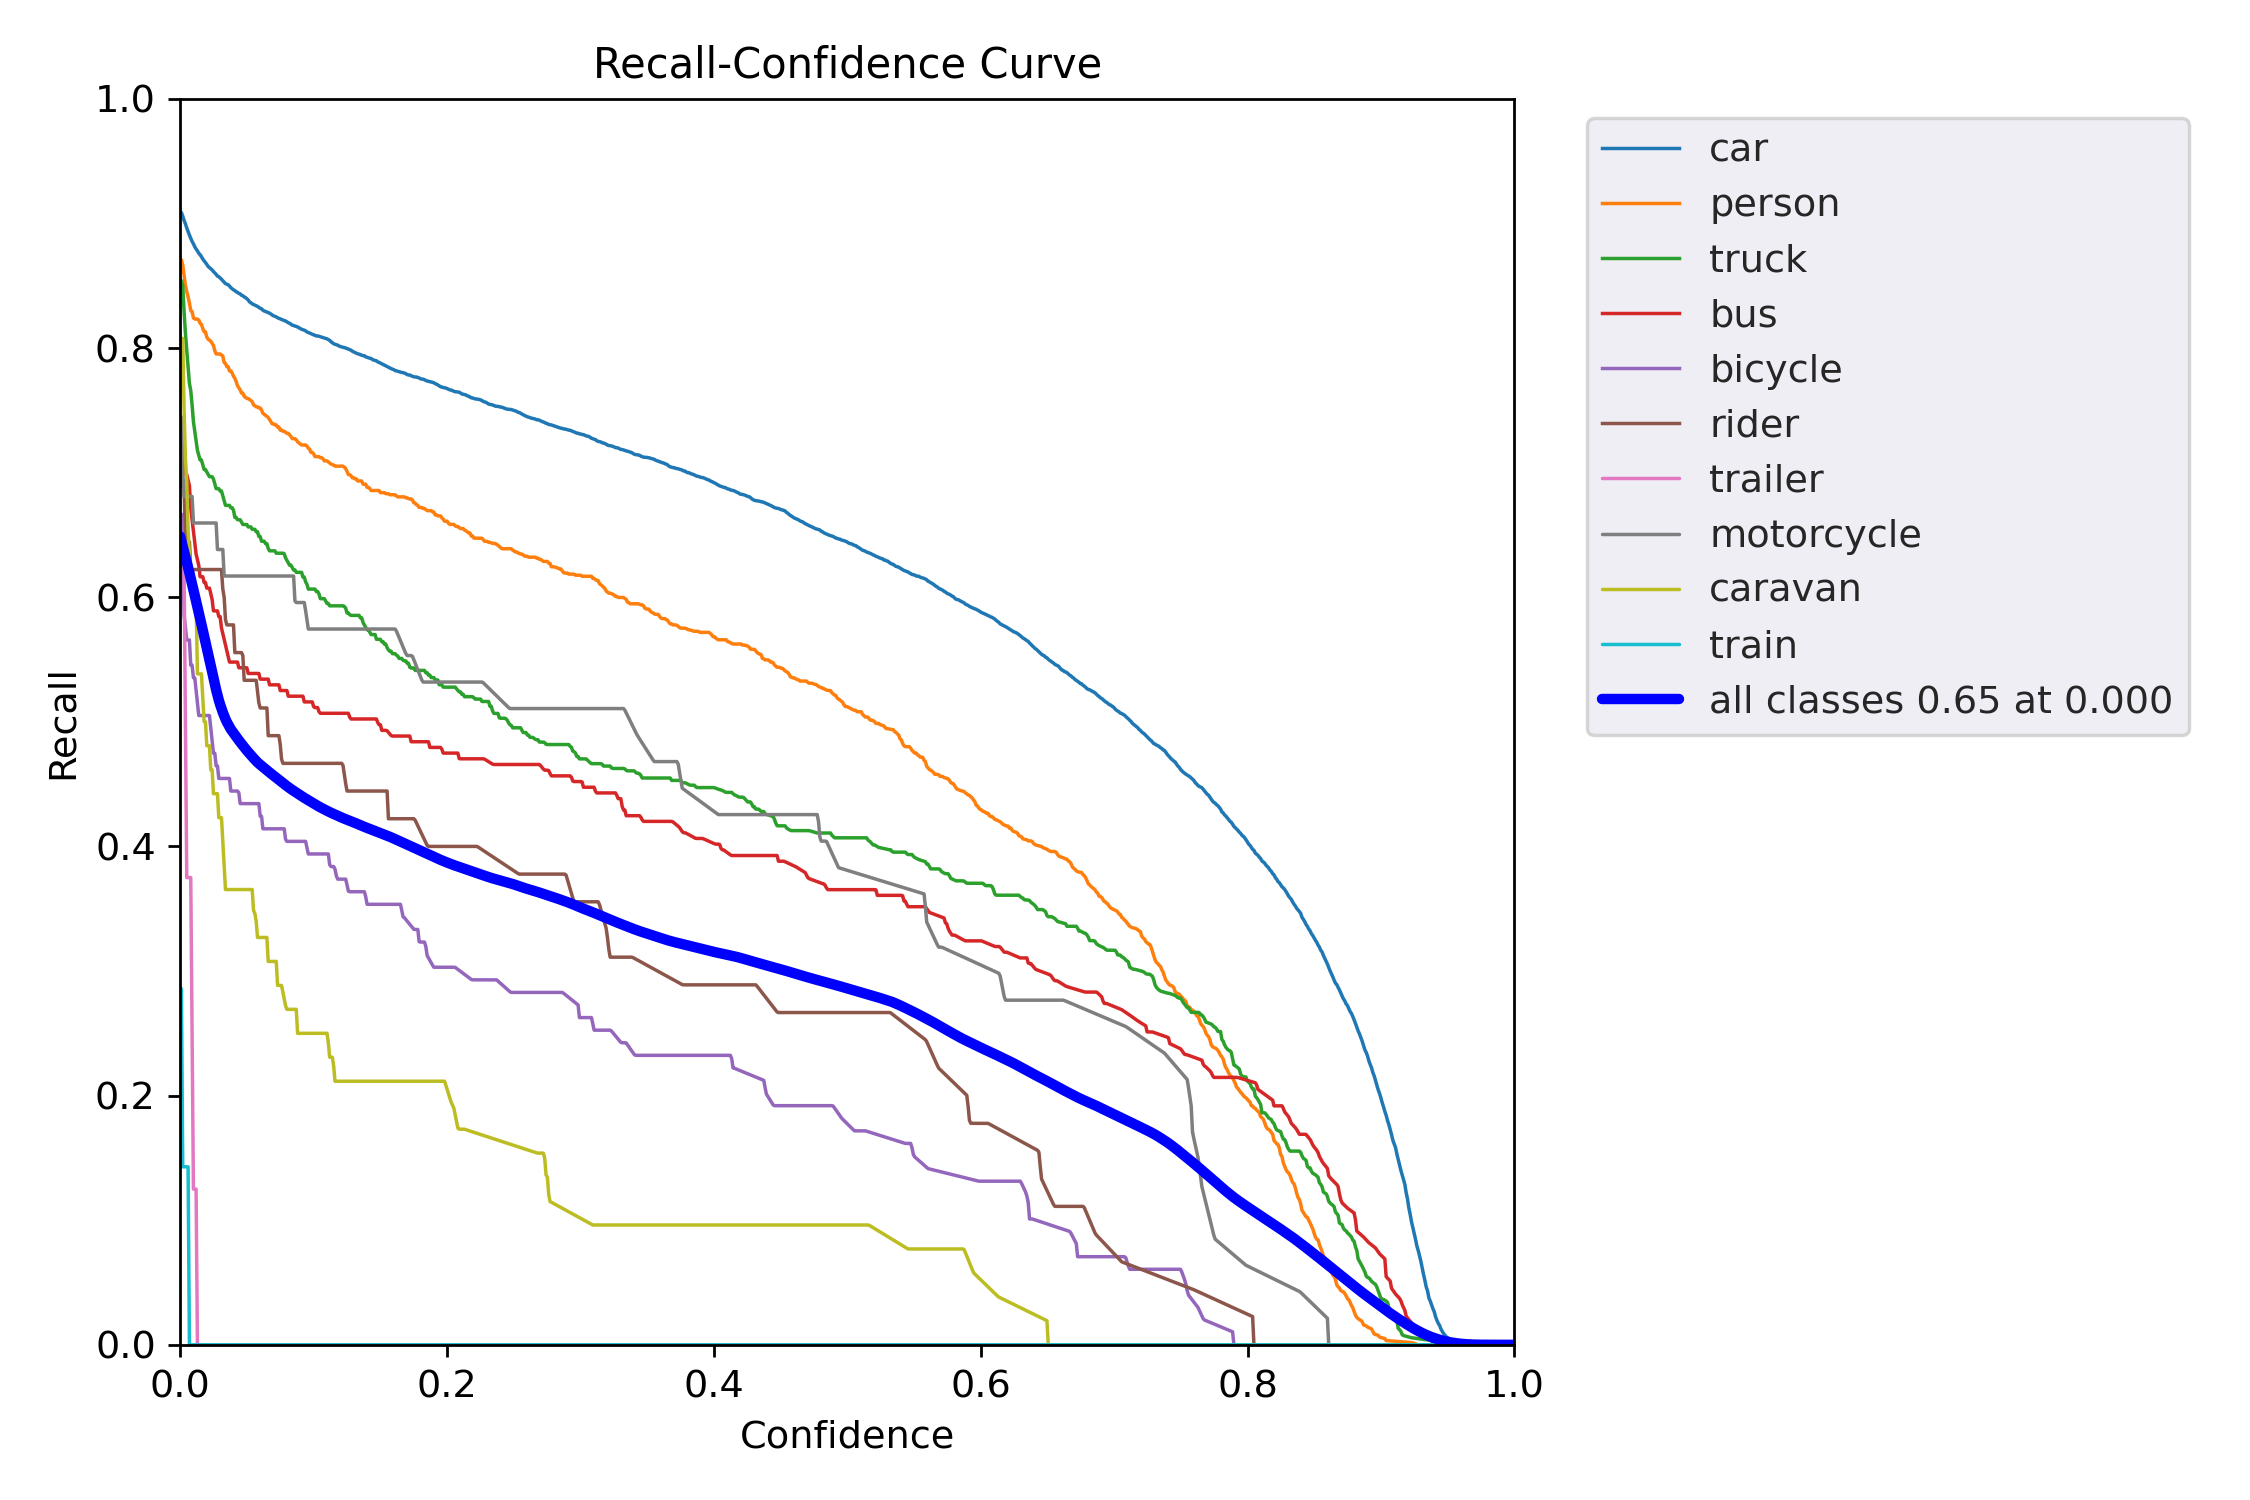 Recall-Confidence Curve
1.0
0.8
0.6
0.4
0.2
0.0
Recall
0.0 0.2 0.4 0.6 0.8 1.0
Confidence
car
person
truck
bus
bicycle
rider
trailer
motorcycle
caravan
train
all classes 0.65 at 0.000